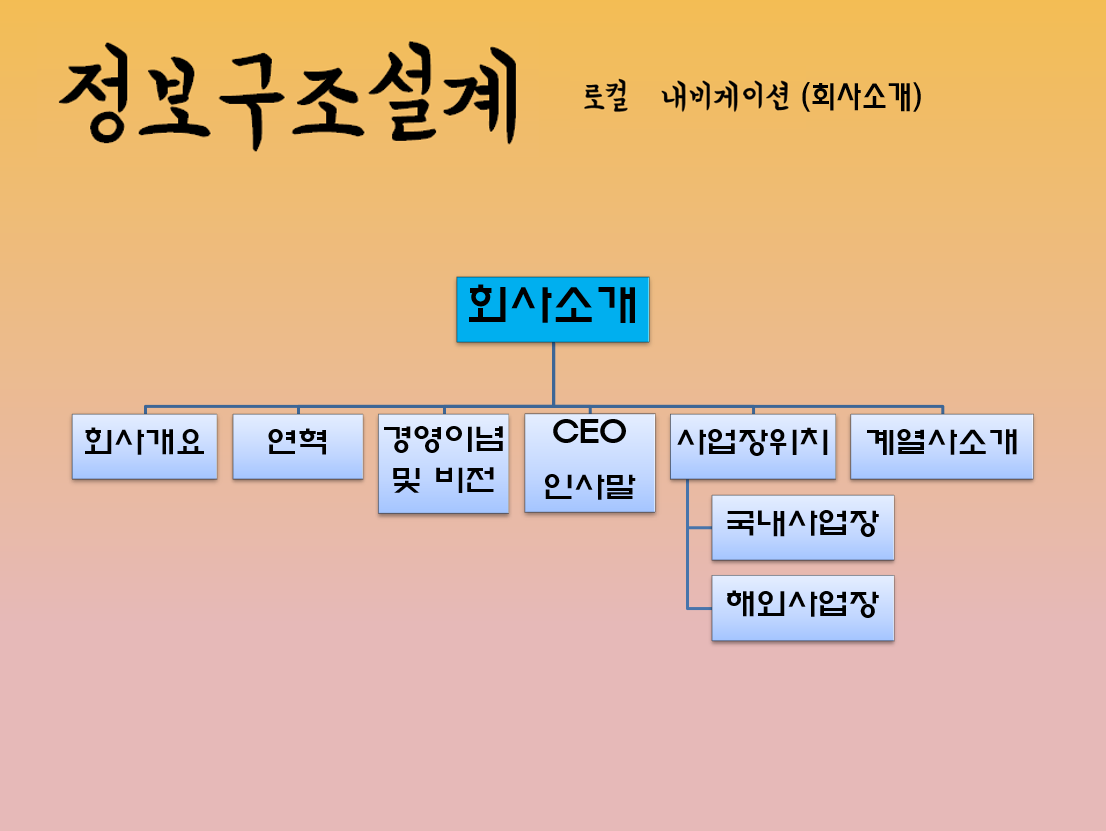 정보구조설계
로컬 내비게이션 (회사소개)
회사소개
회사개요
연혁
경영이념
및 비전
CEO
인사말
사업장위치
계열사소개
국내사업장
해외사업장